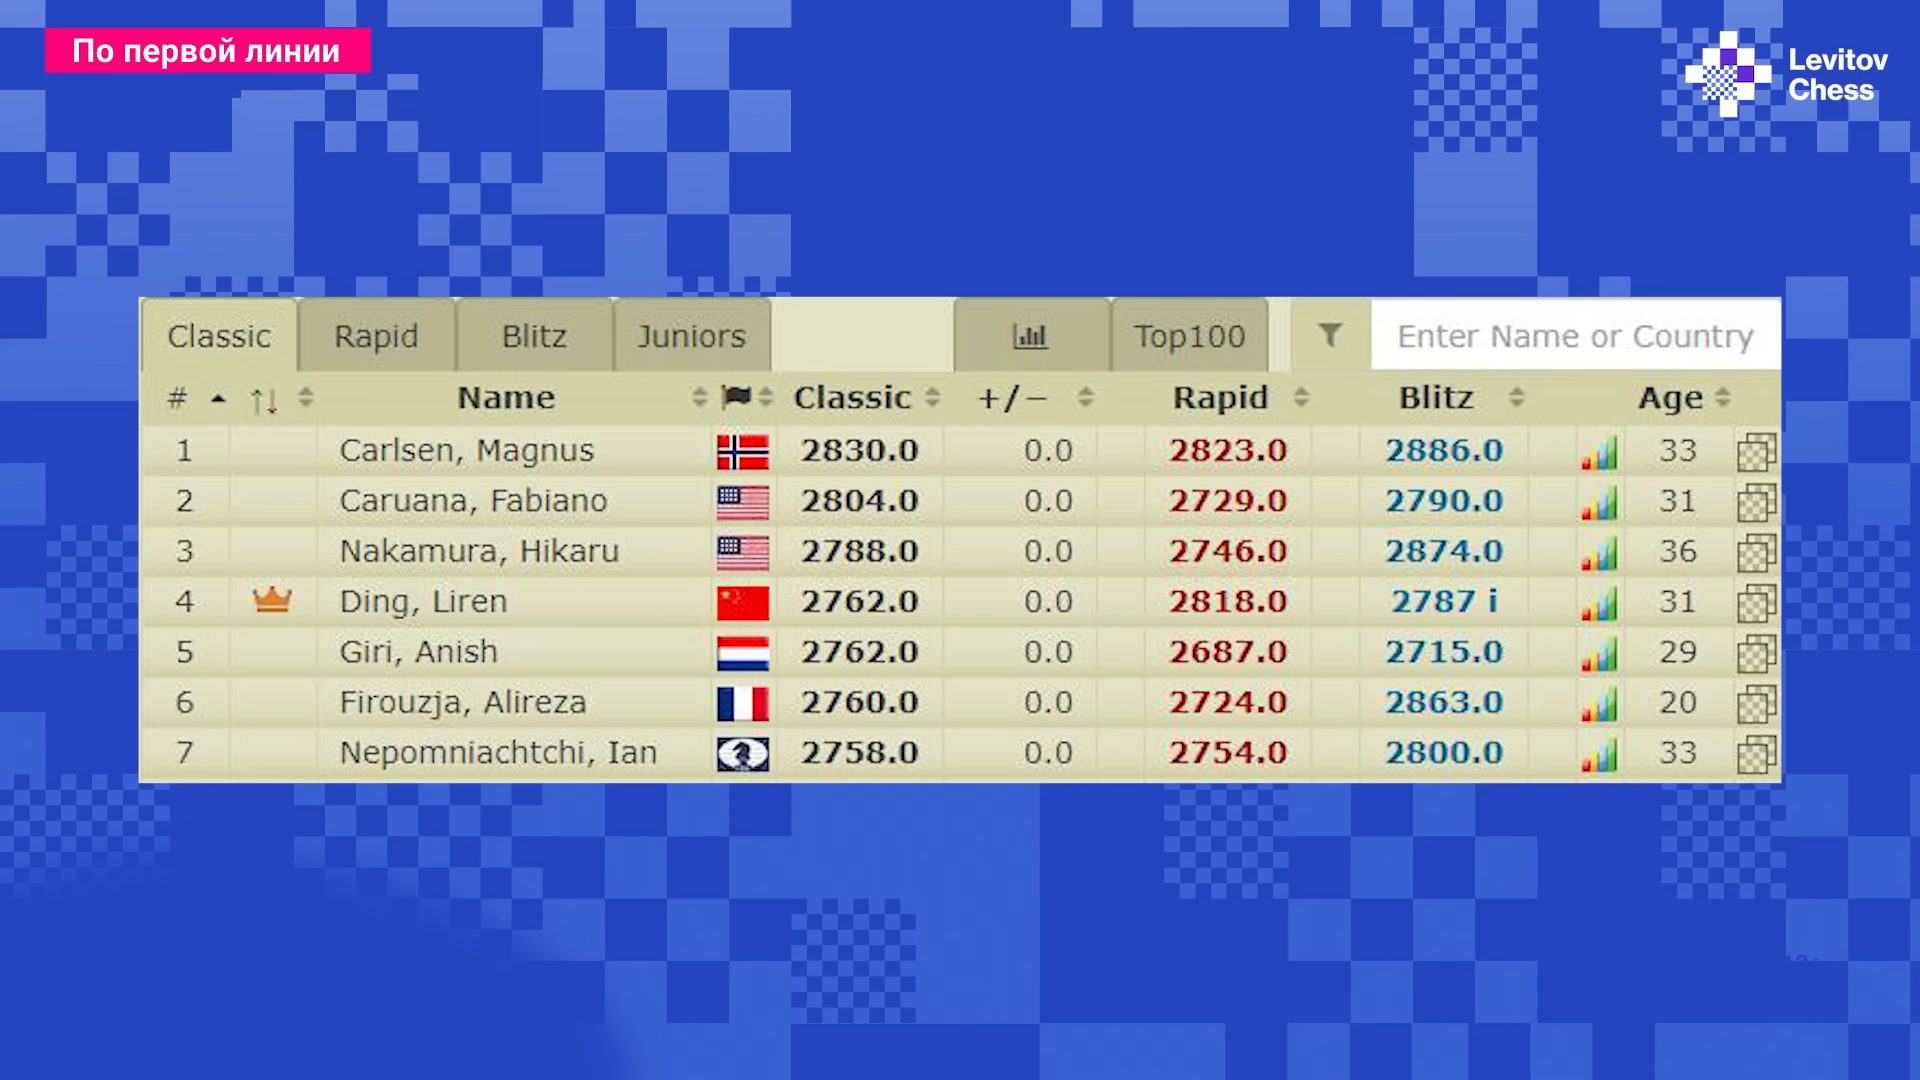 По первой линии
Levitov
Chess
Classic Rapid Blitz Juniors Top100 Enter Name or Country
# Name Classic +/− Rapid Blitz Age
1 Carlsen, Magnus 2830.0 0.0 2823.0 2886.0 33
2 Caruana, Fabiano 2804.0 0.0 2729.0 2790.0 31
3 Nakamura, Hikaru 2788.0 0.0 2746.0 2874.0 36
4 Ding, Liren 2762.0 0.0 2818.0 2787 i 31
5 Giri, Anish 2762.0 0.0 2687.0 2715.0 29
6 Firouzja, Alireza 2760.0 0.0 2724.0 2863.0 20
7 Nepomniachtchi, Ian 2758.0 0.0 2754.0 2800.0 33